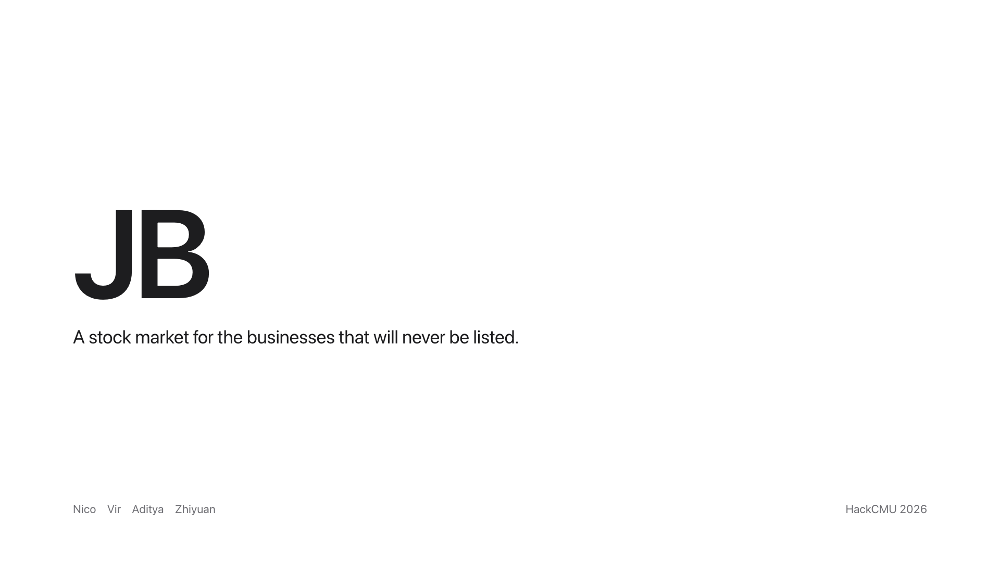 JB
A stock market for the businesses that will never be listed.
Nico Vir Aditya Zhiyuan
HackCMU 2026